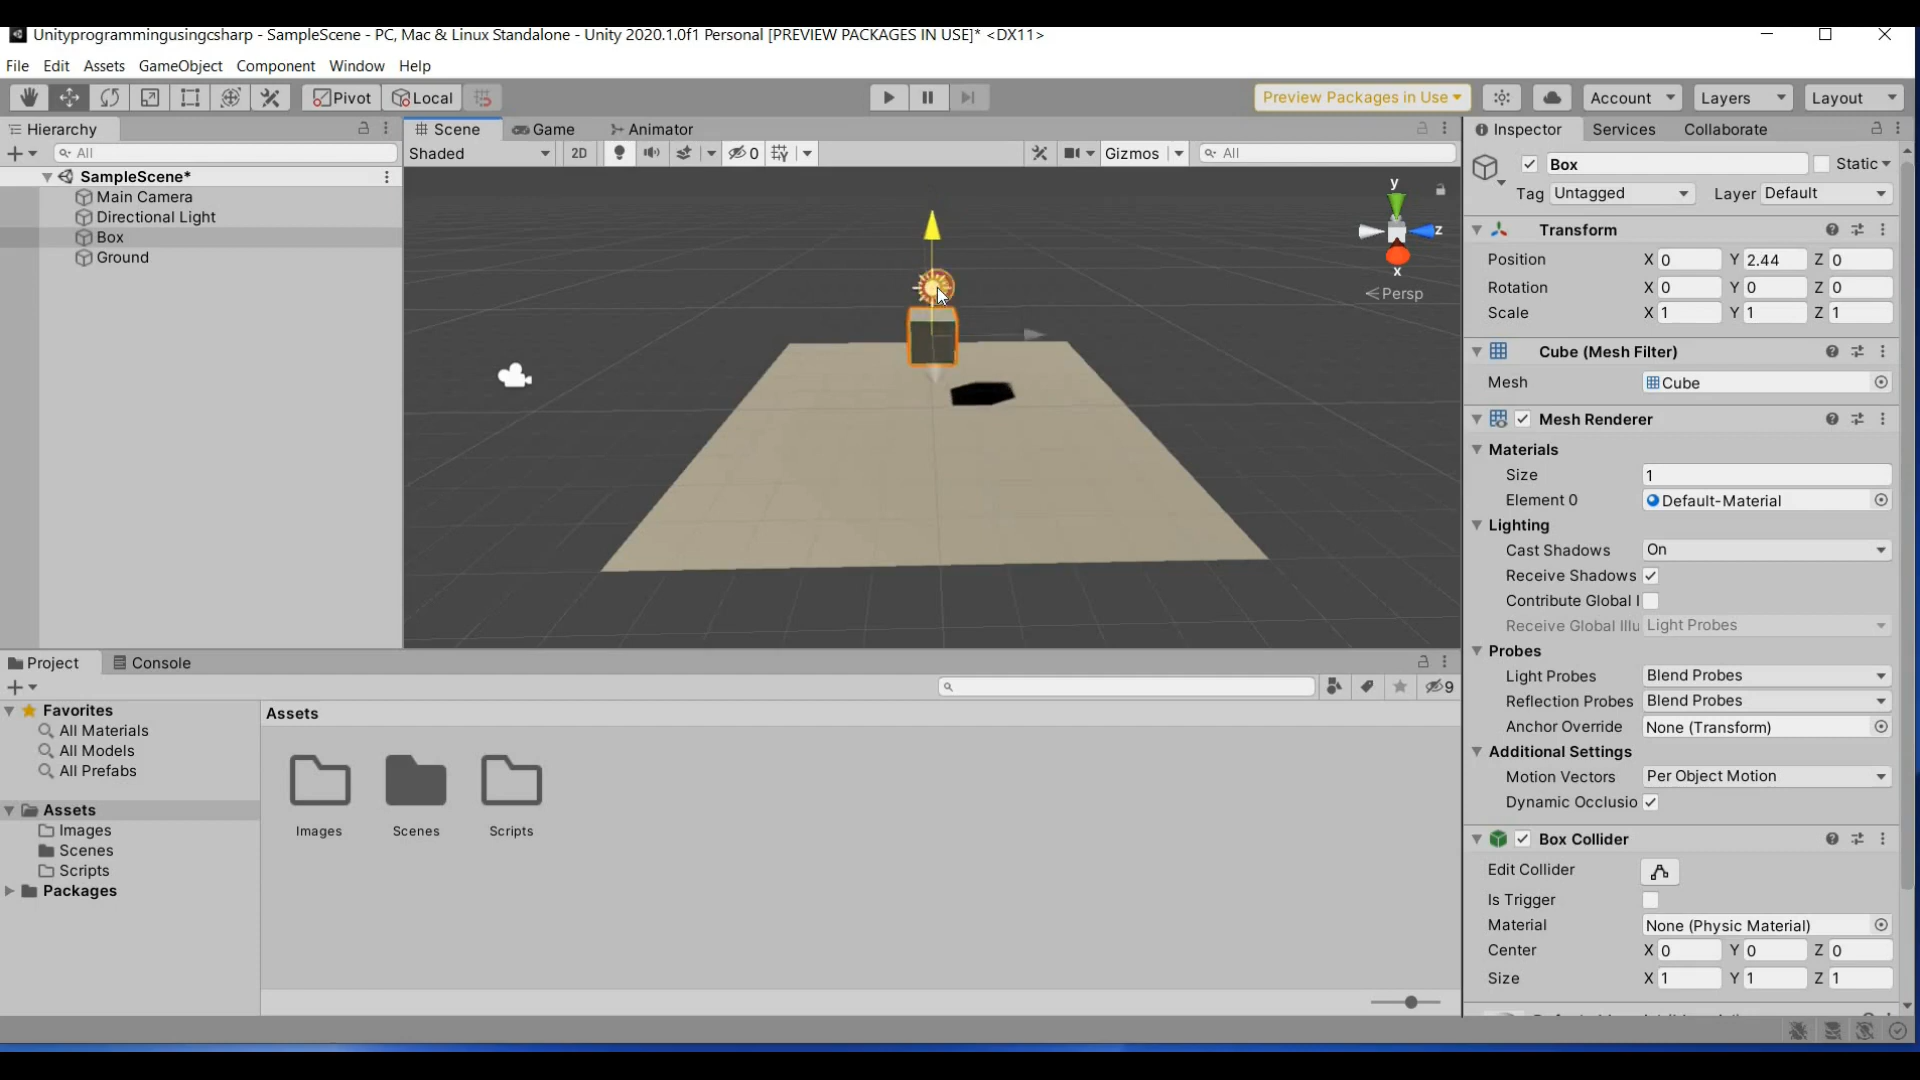 Unityprogrammingusingcsharp - SampleScene - PC, Mac & Linux Standalone - Unity 2020.1.0f1 Personal [PREVIEW PACKAGES IN USE]* <DX11>
File Edit Assets GameObject Component Window Help
Pivot Local Preview Packages in Use Account Layers Layout
Hierarchy
All
SampleScene*
Main Camera
Directional Light
Box
Ground
Scene Game Animator
Shaded 2D 0 Gizmos All
y
z
x
Persp
Inspector Services Collaborate
Box Static
Tag Untagged Layer Default
Transform
Position X 0 Y 2.44 Z 0
Rotation X 0 Y 0 Z 0
Scale X 1 Y 1 Z 1
Cube (Mesh Filter)
Mesh Cube
Mesh Renderer
Materials
Size 1
Element 0 Default-Material
Lighting
Cast Shadows On
Receive Shadows
Contribute Global I
Receive Global Illu Light Probes
Probes
Light Probes Blend Probes
Reflection Probes Blend Probes
Anchor Override None (Transform)
Additional Settings
Motion Vectors Per Object Motion
Dynamic Occlusio
Box Collider
Edit Collider
Is Trigger
Material None (Physic Material)
Center X 0 Y 0 Z 0
Size X 1 Y 1 Z 1
Project Console
9
Favorites
All Materials
All Models
All Prefabs
Assets
Images
Scenes
Scripts
Packages
Assets
Images Scenes Scripts